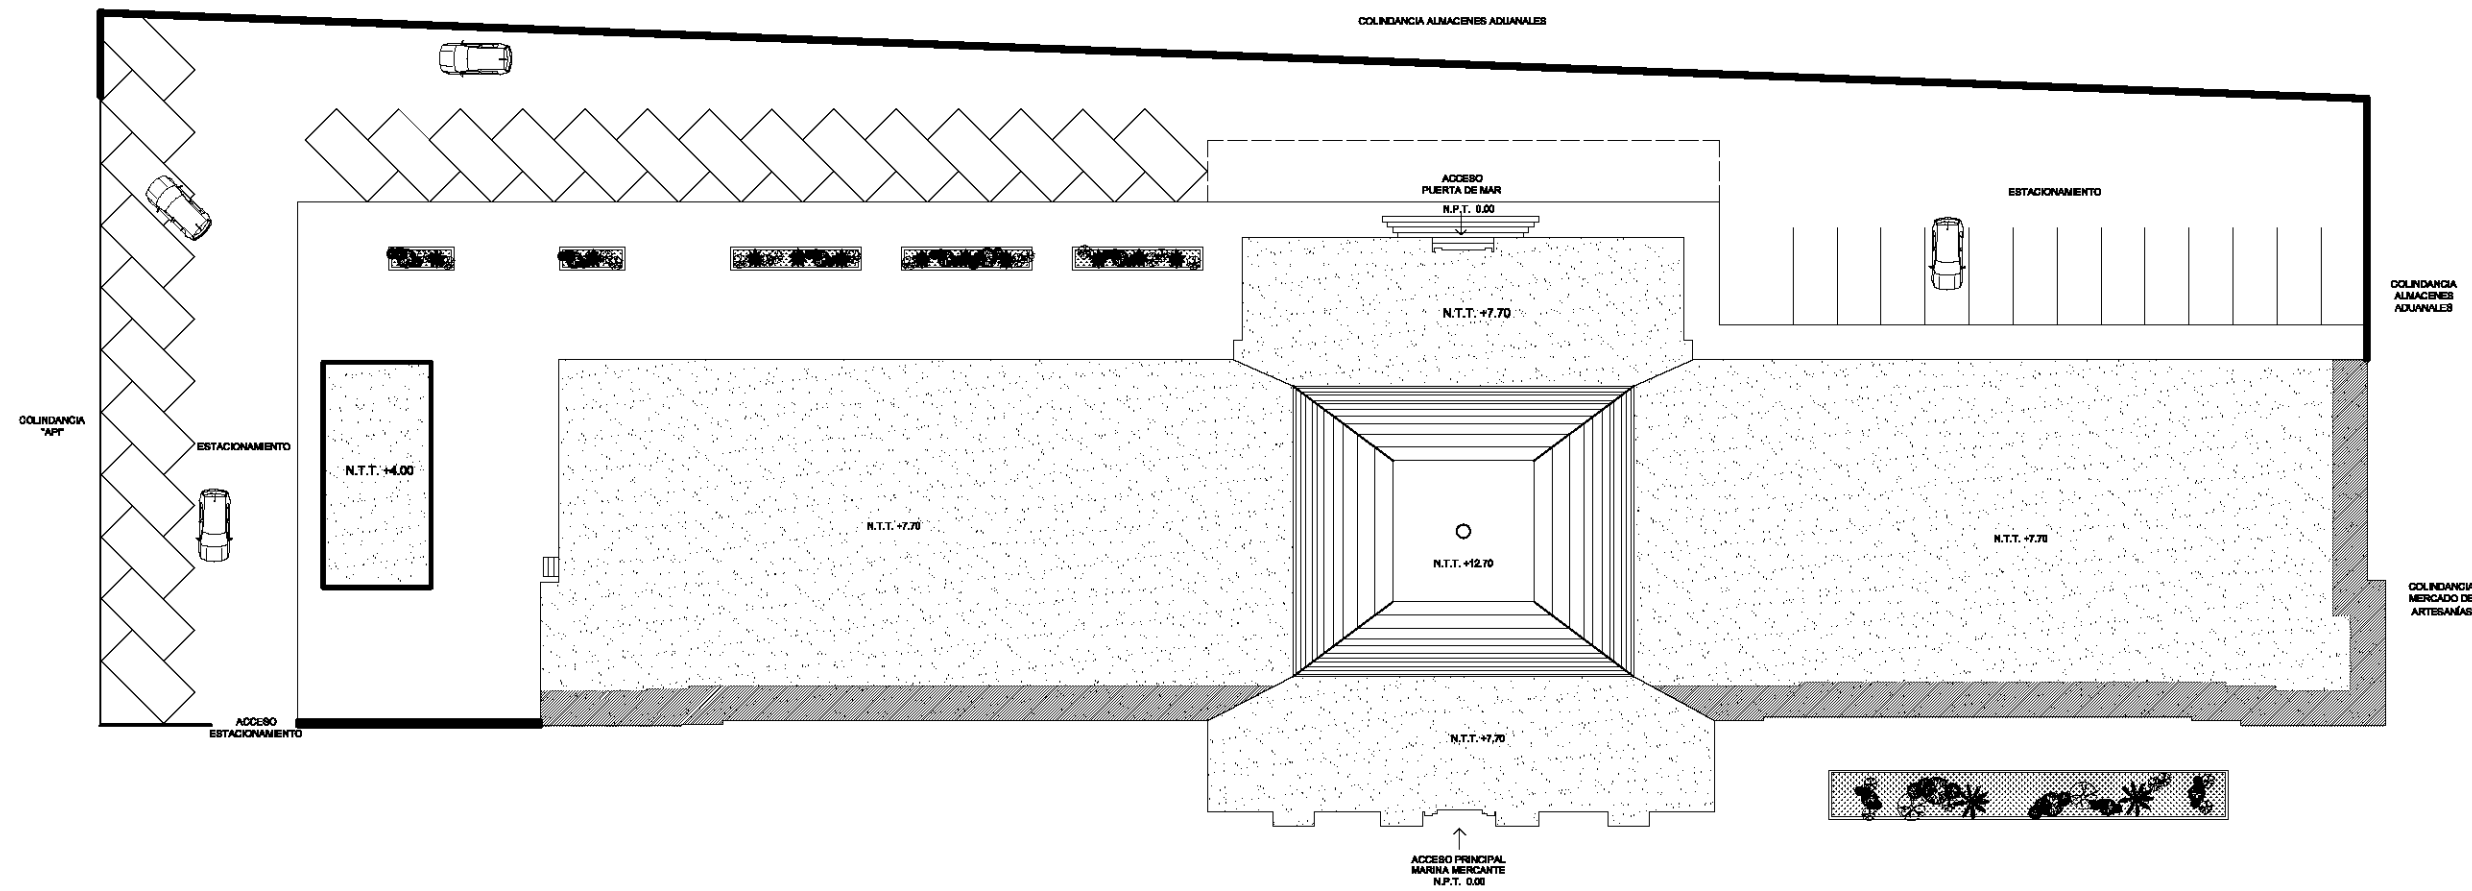 COLINDANCIA ALMACENES ADUANALES
ACCESO
PUERTA DE MAR
N.P.T. 0.00
ESTACIONAMIENTO
COLINDANCIA
ALMACENES
ADUANALES
N.T.T. +7.70
COLINDANCIA
"API"
ESTACIONAMIENTO
N.T.T. +4.00
N.T.T. +7.70
N.T.T. +12.70
N.T.T. +7.70
COLINDANCIA
MERCADO DE
ARTESANÍAS
ACCESO
ESTACIONAMIENTO
N.T.T. +7.70
ACCESO PRINCIPAL
MARINA MERCANTE
N.P.T. 0.00